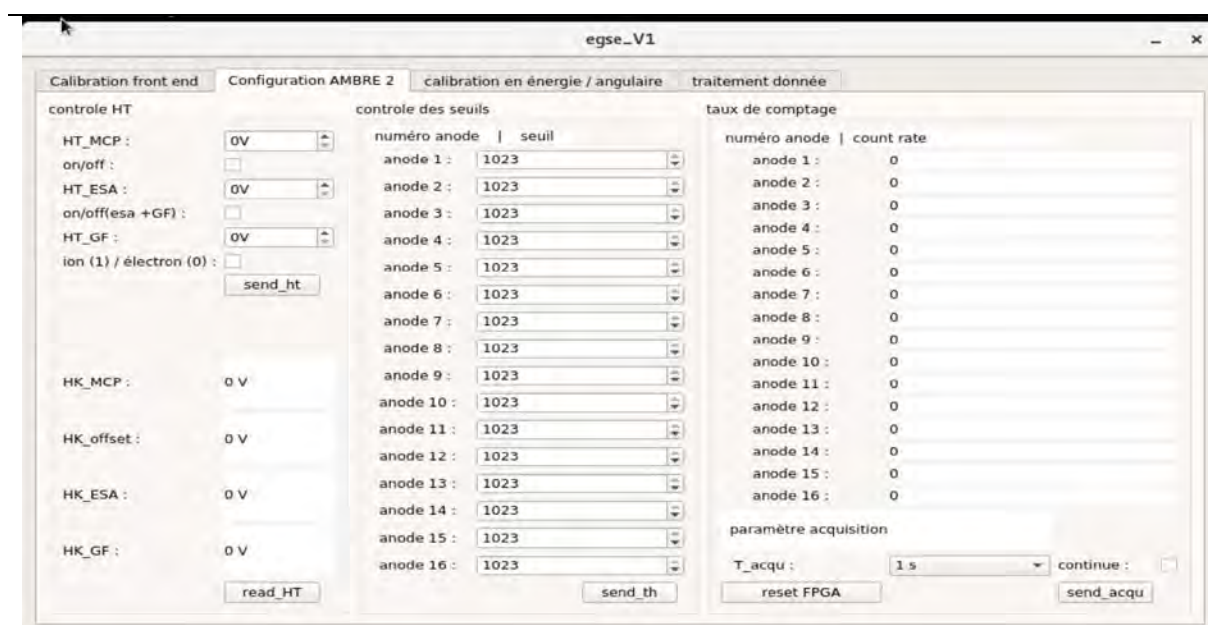 egse_V1
Calibration front end Configuration AMBRE 2 calibration en énergie / angulaire traitement donnée
controle HT
HT_MCP : 0V
on/off :
HT_ESA : 0V
on/off(esa +GF) :
HT_GF : 0V
ion (1) / électron (0) :
send_ht
HK_MCP : 0 V
HK_offset : 0 V
HK_ESA : 0 V
HK_GF : 0 V
read_HT
controle des seuils
numéro anode | seuil
anode 1 : 1023
anode 2 : 1023
anode 3 : 1023
anode 4 : 1023
anode 5 : 1023
anode 6 : 1023
anode 7 : 1023
anode 8 : 1023
anode 9 : 1023
anode 10 : 1023
anode 11 : 1023
anode 12 : 1023
anode 13 : 1023
anode 14 : 1023
anode 15 : 1023
anode 16 : 1023
send_th
taux de comptage
numéro anode | count rate
anode 1 : 0
anode 2 : 0
anode 3 : 0
anode 4 : 0
anode 5 : 0
anode 6 : 0
anode 7 : 0
anode 8 : 0
anode 9 : 0
anode 10 : 0
anode 11 : 0
anode 12 : 0
anode 13 : 0
anode 14 : 0
anode 15 : 0
anode 16 : 0
paramètre acquisition
T_acqu : 1 s continue :
reset FPGA send_acqu